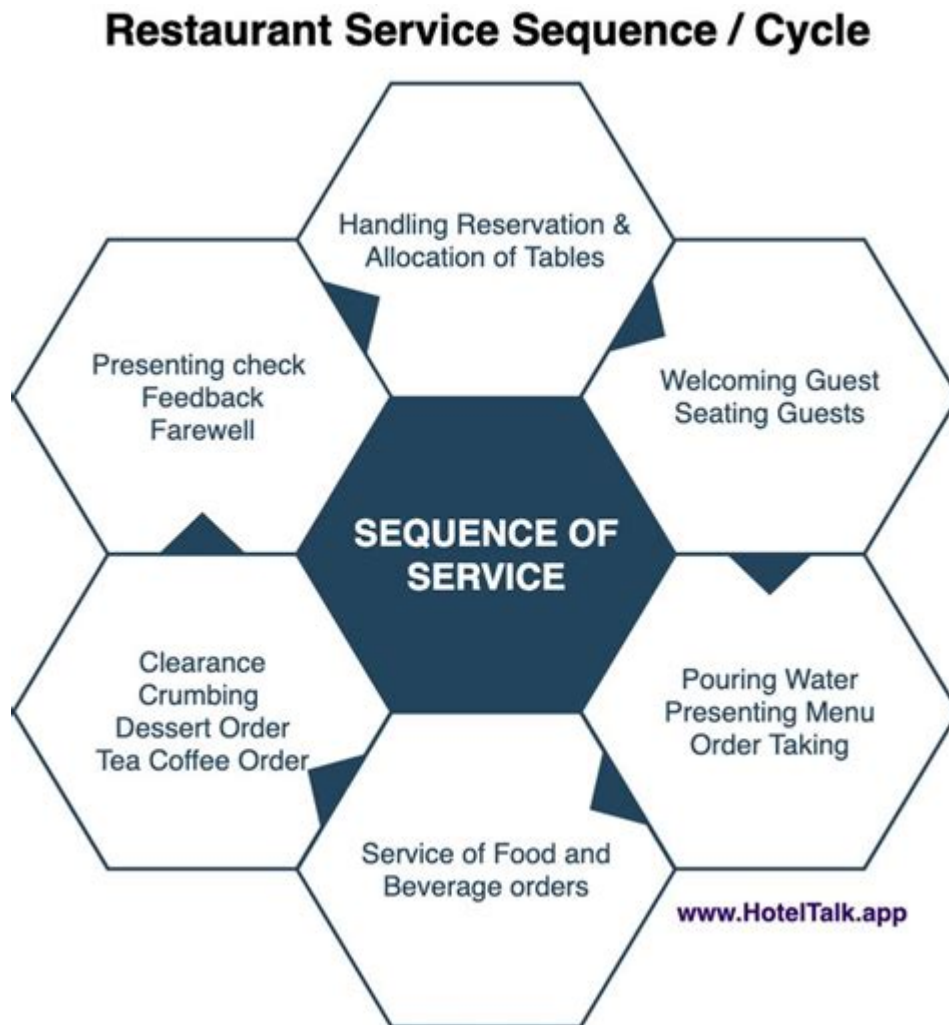 Restaurant Service Sequence / Cycle
Handling Reservation &
Allocation of Tables
Welcoming Guest
Seating Guests
Pouring Water
Presenting Menu
Order Taking
Service of Food and
Beverage orders
Clearance
Crumbing
Dessert Order
Tea Coffee Order
Presenting check
Feedback
Farewell
SEQUENCE OF
SERVICE
www.HotelTalk.app